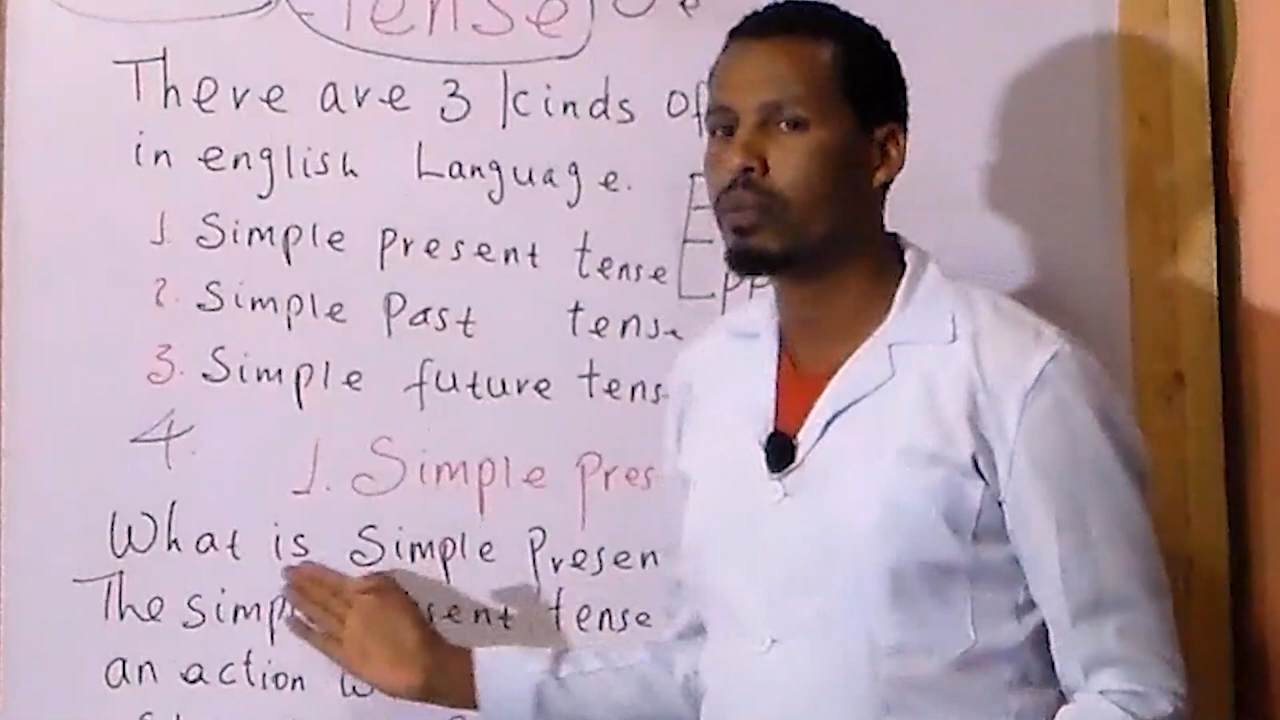 Tense
There are 3 kinds of
in english Language.
1. Simple present tense
2. Simple Past tense
3. Simple future tens
4.
1. Simple Pres
What is Simple Presen
The simp sent tense
an action w